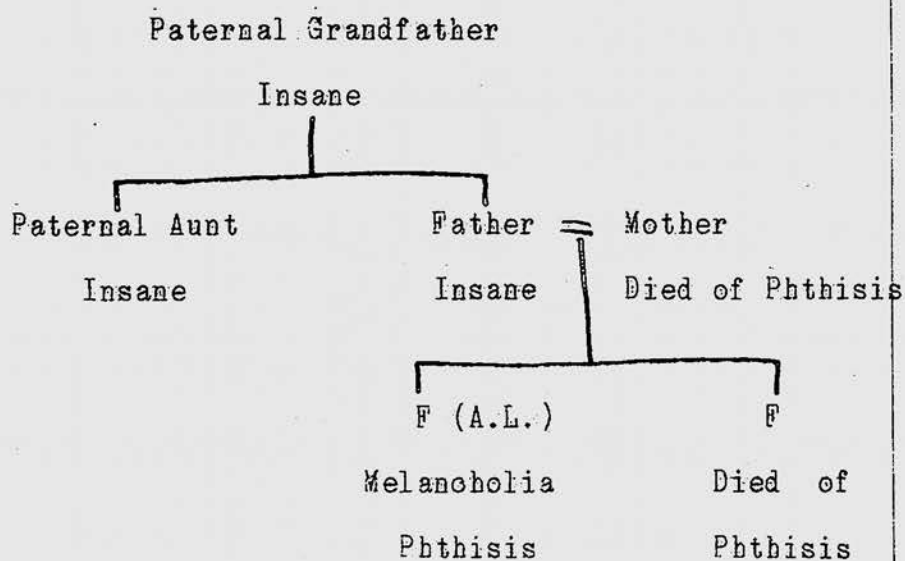 Paternal Grandfather
Insane
Paternal Aunt Father = Mother
Insane Insane Died of Phthisis
F (A.L.) F
Melancholia Died of
Phthisis Phthisis